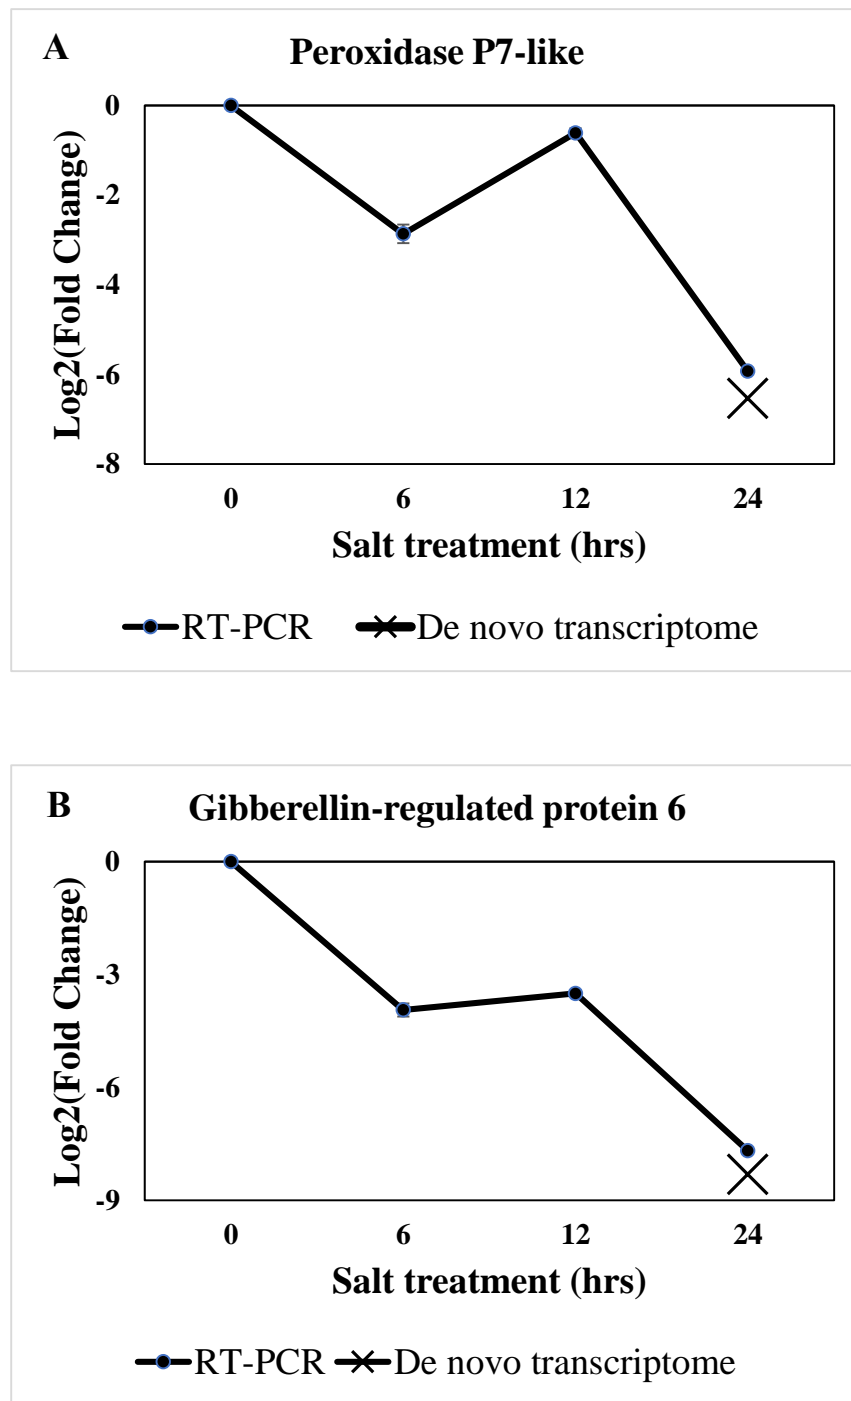 A
Peroxidase P7-like
0
-2
-4
-6
-8
Log2(Fold Change)
0 6 12 24
Salt treatment (hrs)
RT-PCR De novo transcriptome
B
Gibberellin-regulated protein 6
0
-3
-6
-9
Log2(Fold Change)
0 6 12 24
Salt treatment (hrs)
RT-PCR De novo transcriptome